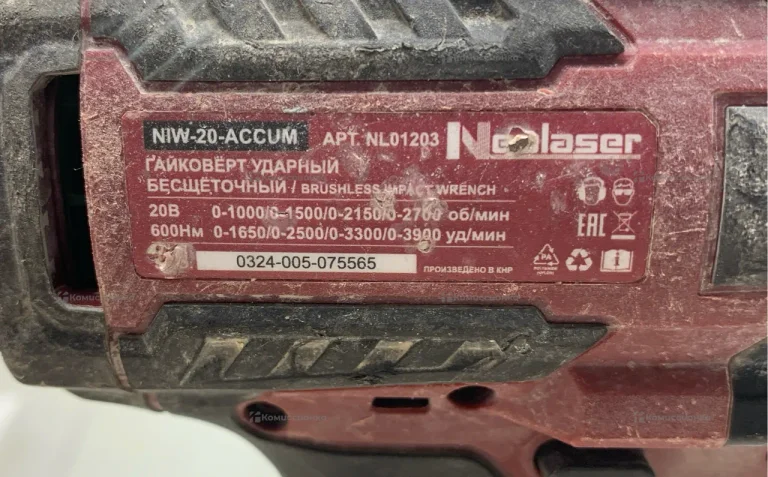 NIW-20-ACCUM АРТ. NL01203 Neolaser
ГАЙКОВЁРТ УДАРНЫЙ
БЕСЩЁТОЧНЫЙ / BRUSHLESS IMPACT WRENCH
20В 0-1000/0-1500/0-2150/0-2700 об/мин
600Нм 0-1650/0-2500/0-3300/0-3900 уд/мин
EAC
0324-005-075565
ПРОИЗВЕДЕНО В КНР
PA